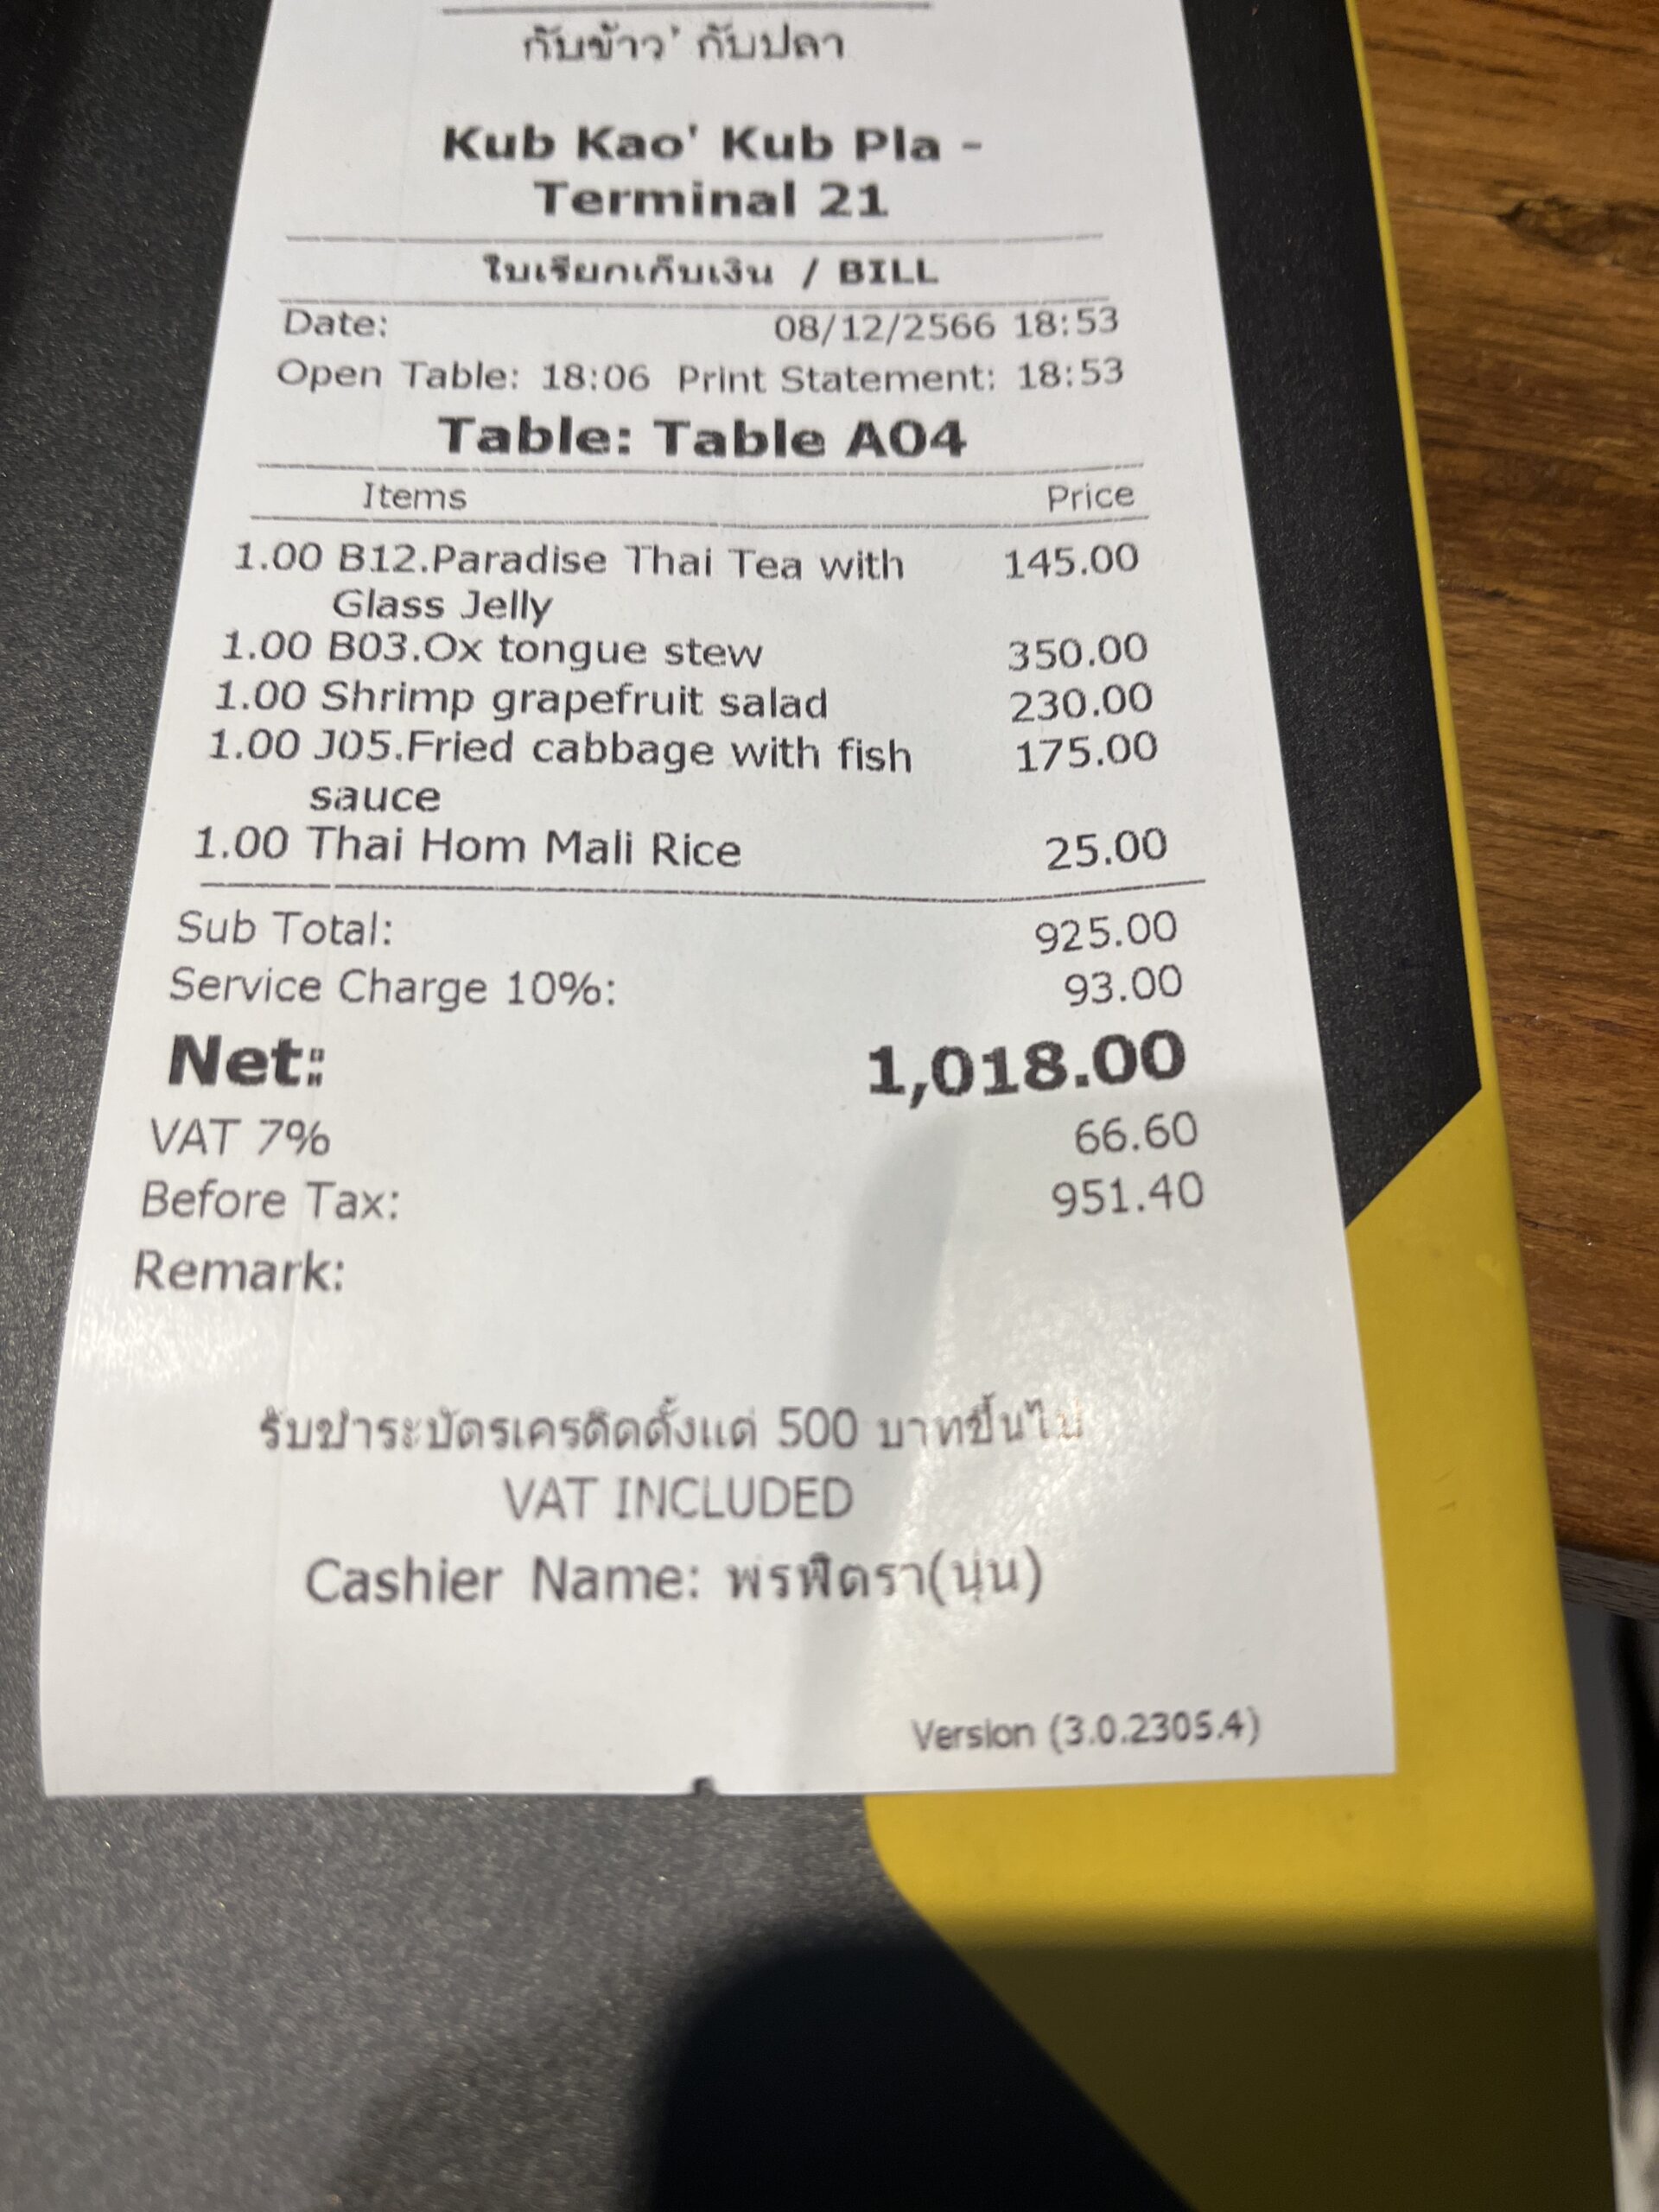 กับข้าว' กับปลา
Kub Kao' Kub Pla -
Terminal 21
ใบเรียกเก็บเงิน / BILL
Date: 08/12/2566 18:53
Open Table: 18:06 Print Statement: 18:53
Table: Table A04
Items Price
1.00 B12.Paradise Thai Tea with 145.00
Glass Jelly
1.00 B03.Ox tongue stew 350.00
1.00 Shrimp grapefruit salad 230.00
1.00 J05.Fried cabbage with fish 175.00
sauce
1.00 Thai Hom Mali Rice 25.00
Sub Total: 925.00
Service Charge 10%: 93.00
Net:: 1,018.00
VAT 7% 66.60
Before Tax: 951.40
Remark:
รับชำระบัตรเครดิตตั้งแต่ 500 บาทขึ้นไป
VAT INCLUDED
Cashier Name: พรพิตรา(นุ่น)
Version (3.0.2305.4)